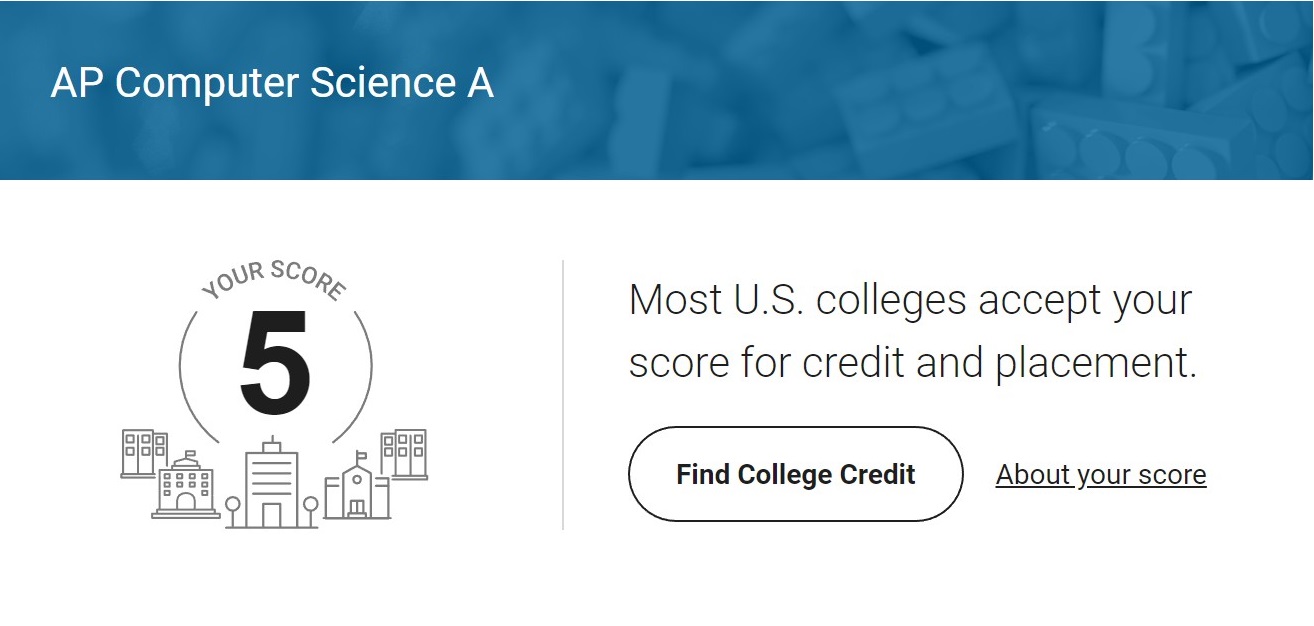 AP Computer Science A
YOUR SCORE
5
Most U.S. colleges accept your
score for credit and placement.
Find College Credit
About your score